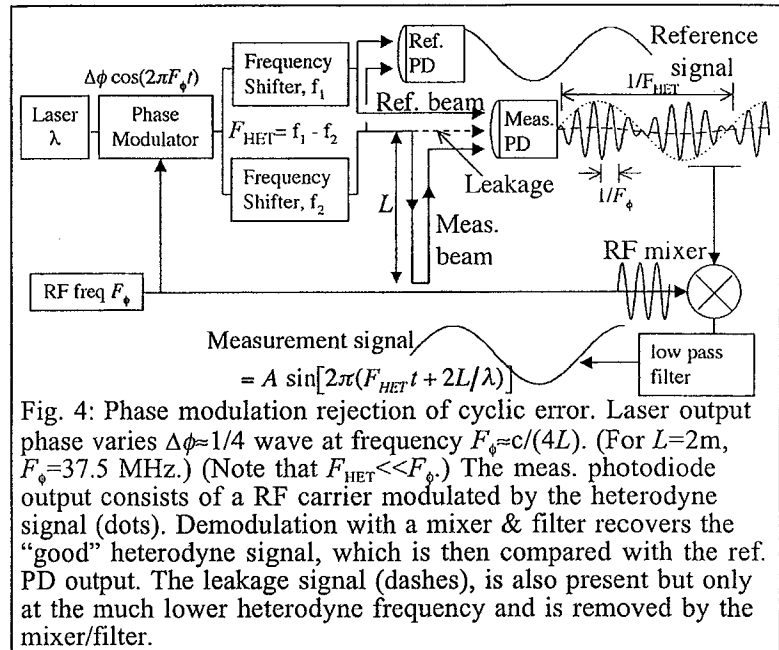 Δϕ cos(2πF_ϕ t)
Laser
λ
Phase
Modulator
Frequency
Shifter, f₁
F_HET= f₁ - f₂
Frequency
Shifter, f₂
Ref.
PD
Reference
signal
Ref. beam
1/F_HET
Meas.
PD
Leakage
1/F_ϕ
L
Meas.
beam
RF mixer
RF freq F_ϕ
low pass
filter
Measurement signal
= A sin[2π(F_HET t + 2L/λ)]
Fig. 4: Phase modulation rejection of cyclic error. Laser output
phase varies Δϕ≈1/4 wave at frequency F_ϕ≈c/(4L). (For L=2m,
F_ϕ=37.5 MHz.) (Note that F_HET<<F_ϕ.) The meas. photodiode
output consists of a RF carrier modulated by the heterodyne
signal (dots). Demodulation with a mixer & filter recovers the
“good” heterodyne signal, which is then compared with the ref.
PD output. The leakage signal (dashes), is also present but only
at the much lower heterodyne frequency and is removed by the
mixer/filter.